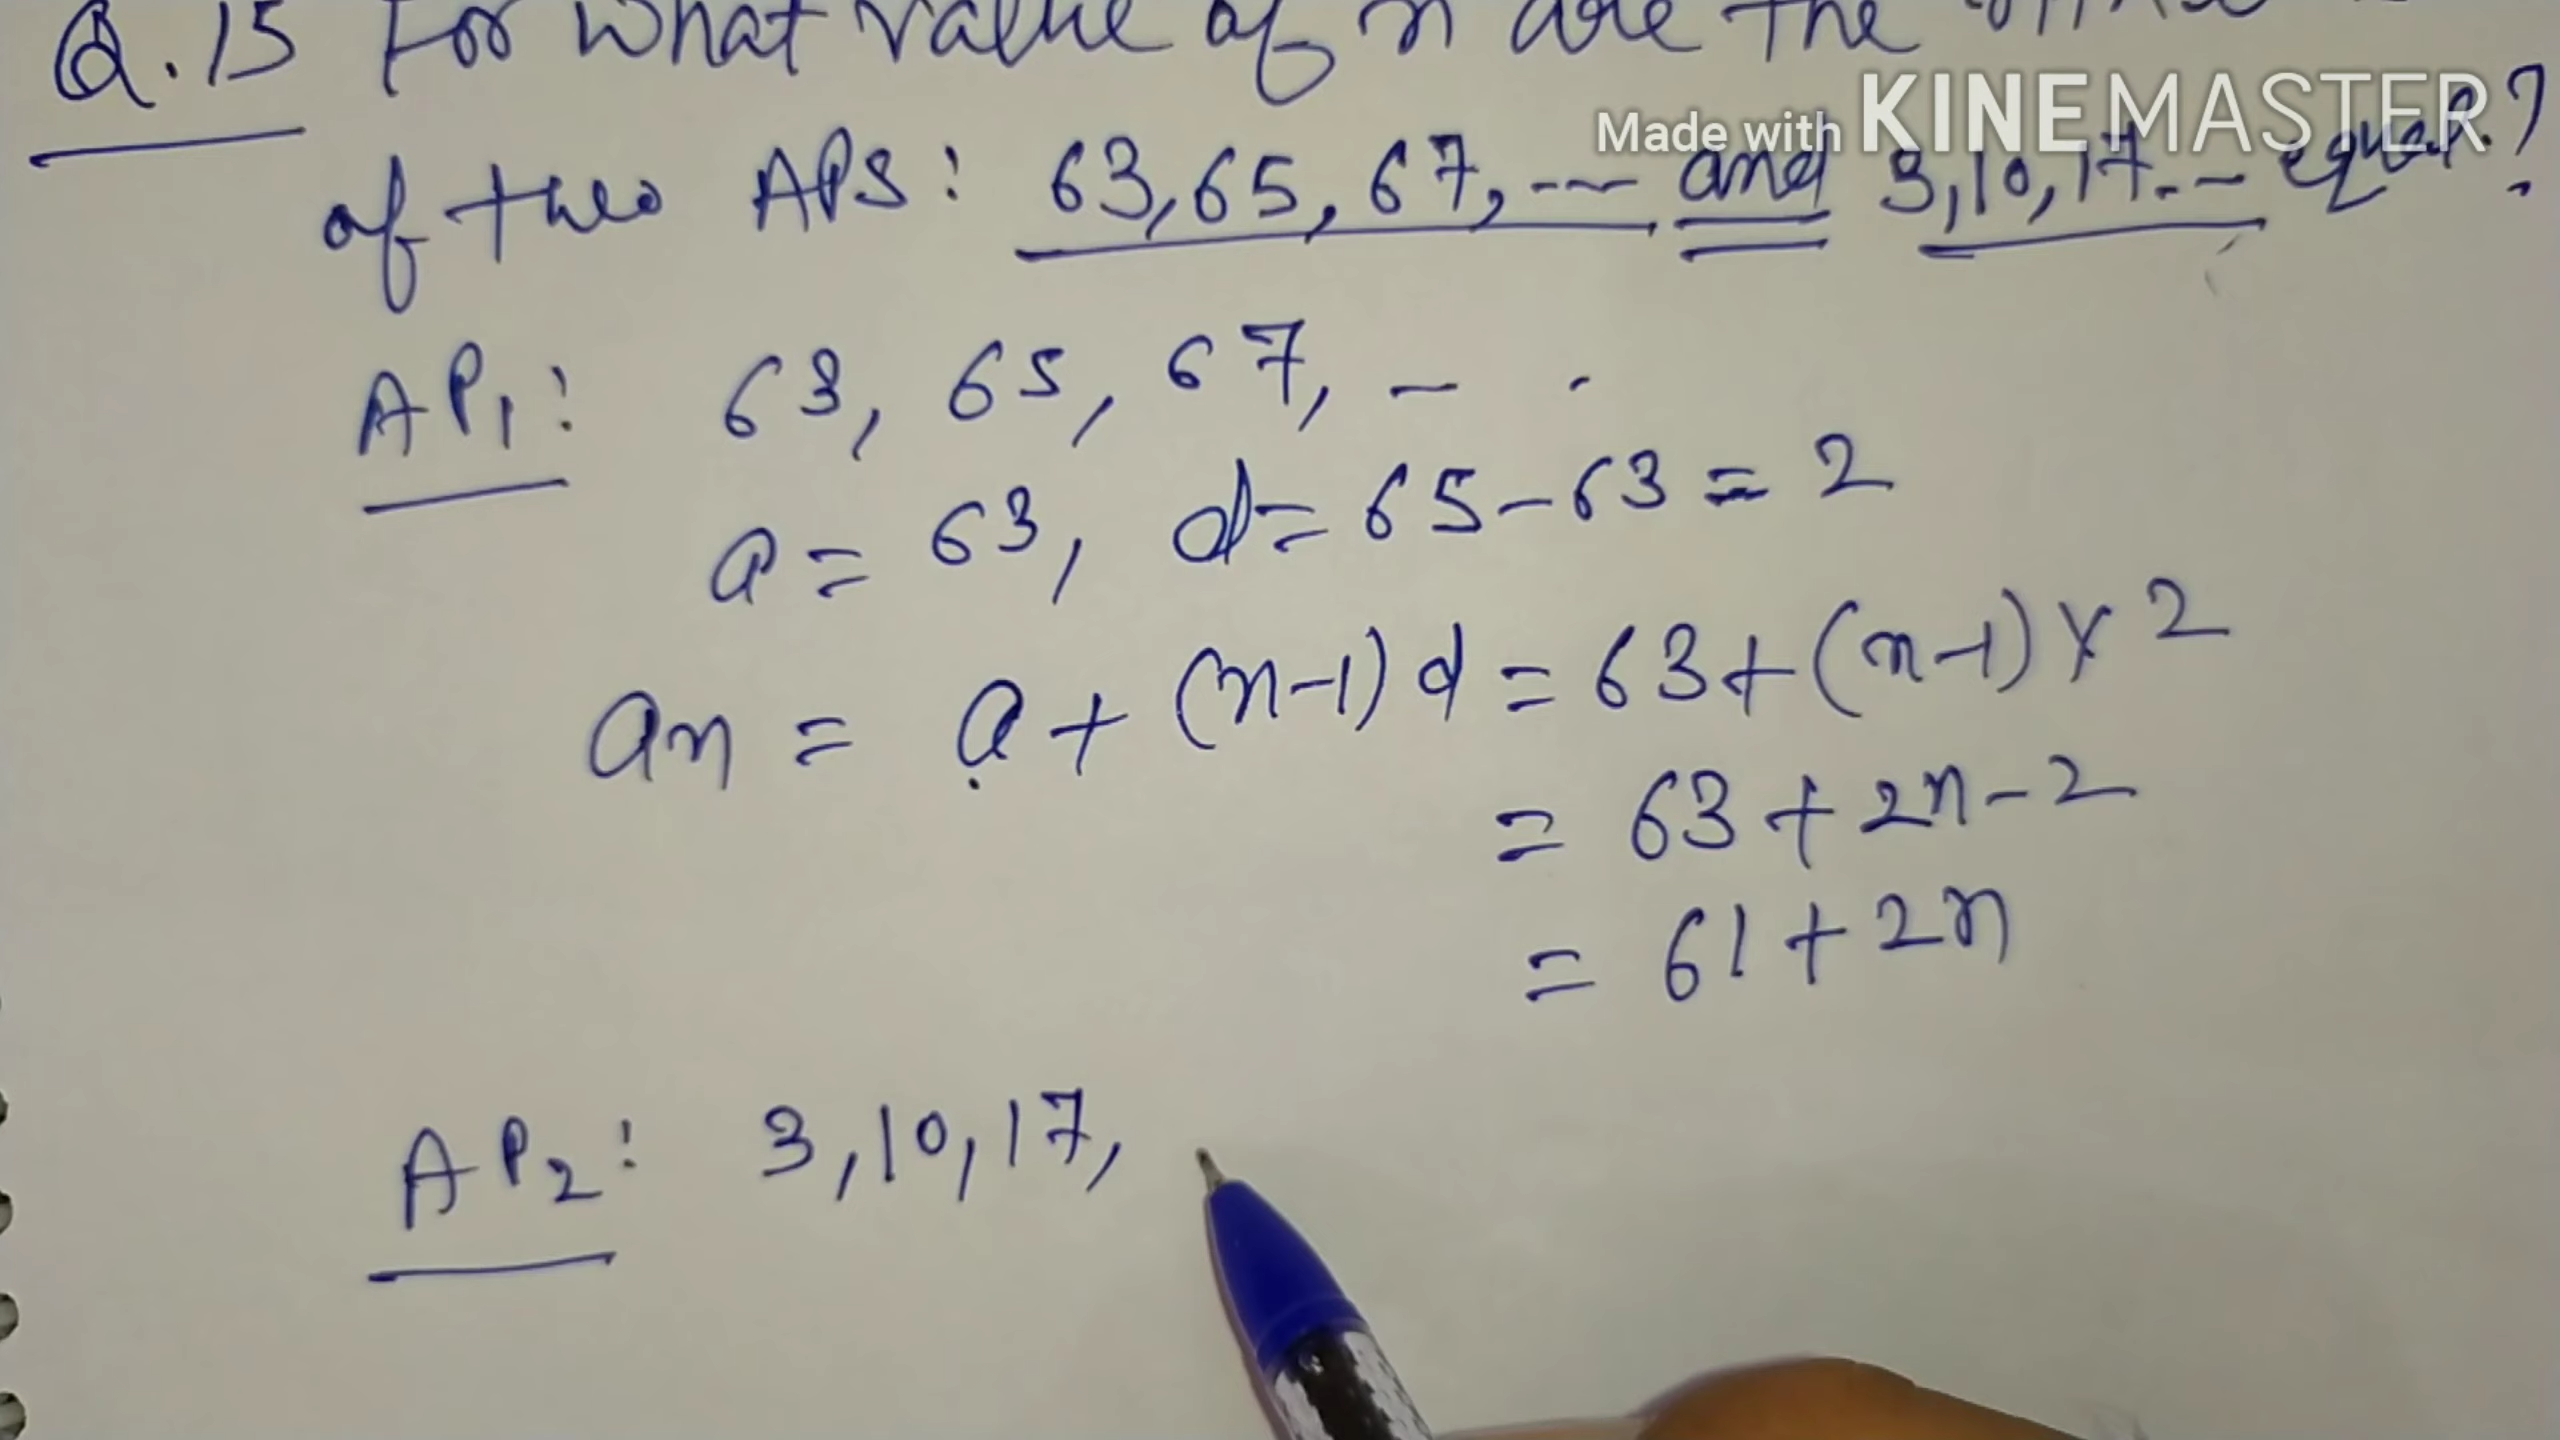 Q.15 For what value of n are the
Made with KINEMASTER
of two APS: 63, 65, 67, --- and 3, 10, 17 -- equal?
AP₁: 63, 65, 67, - .
a = 63, d = 65 - 63 = 2
an = a + (n-1) d = 63 + (n-1) × 2
= 63 + 2n - 2
= 61 + 2n
AP₂: 3, 10, 17,